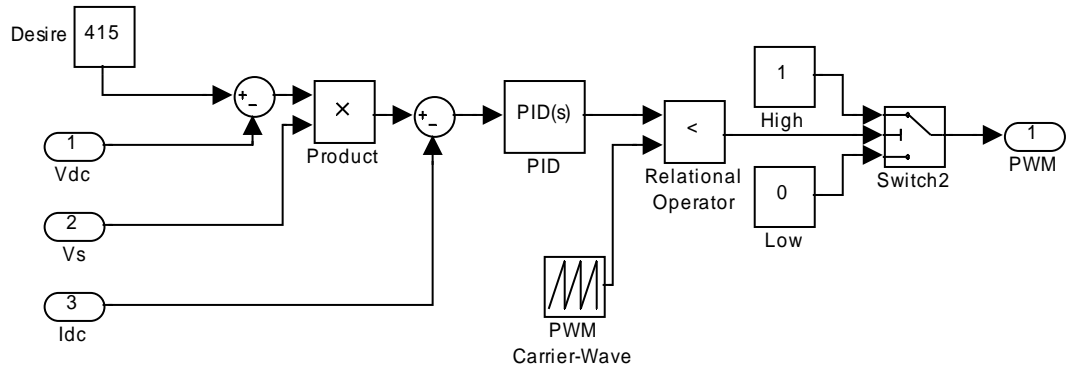 Desire
415
+
−
1
Vdc
2
Vs
3
Idc
×
Product
+
−
PID(s)
PID
<
Relational
Operator
PWM
Carrier-Wave
1
High
0
Low
Switch2
1
PWM